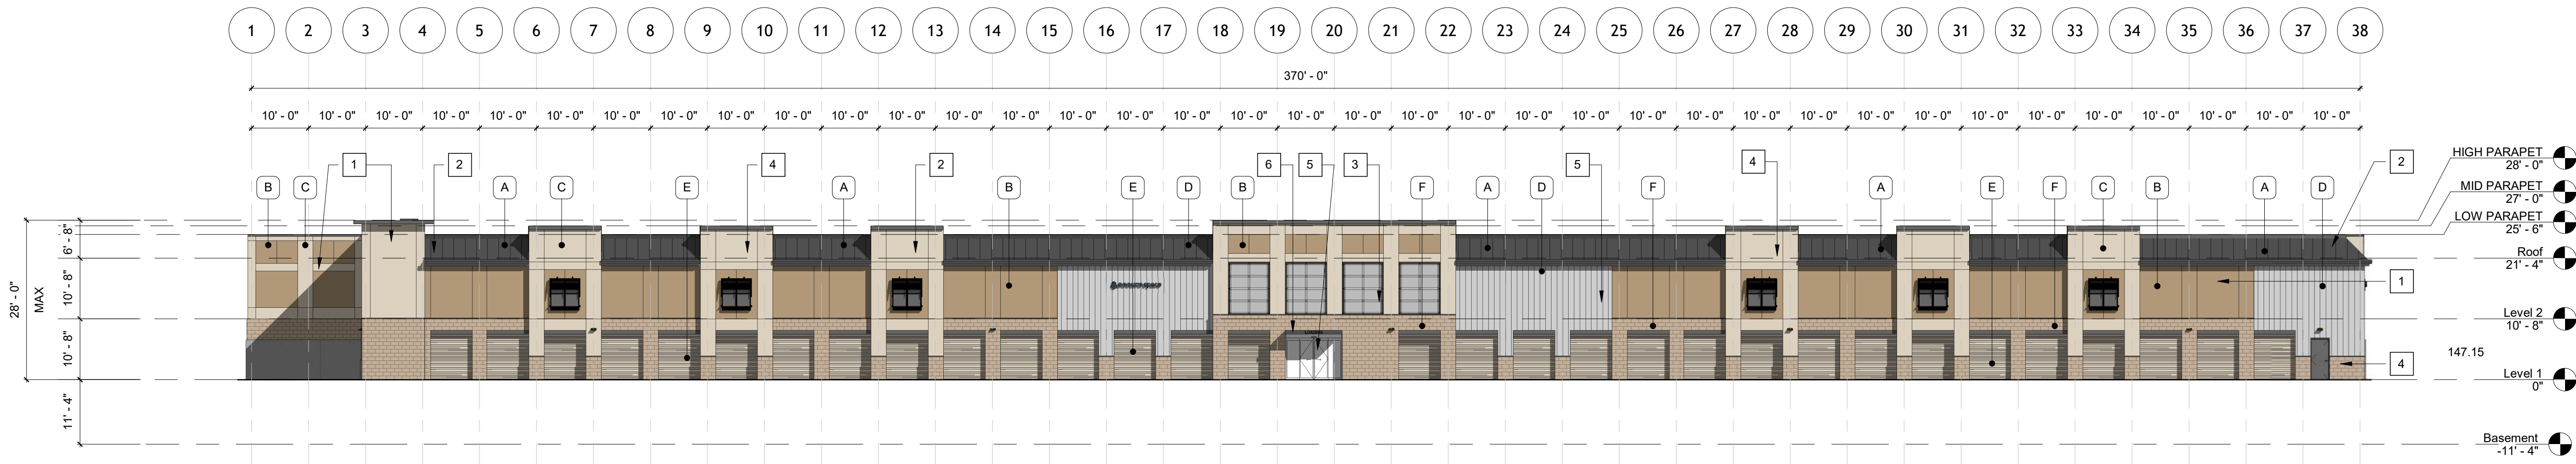 1 2 3 4 5 6 7 8 9 10 11 12 13 14 15 16 17 18 19 20 21 22 23 24 25 26 27 28 29 30 31 32 33 34 35 36 37 38
370' - 0"
10' - 0" 10' - 0" 10' - 0" 10' - 0" 10' - 0" 10' - 0" 10' - 0" 10' - 0" 10' - 0" 10' - 0" 10' - 0" 10' - 0" 10' - 0" 10' - 0" 10' - 0" 10' - 0" 10' - 0" 10' - 0" 10' - 0" 10' - 0" 10' - 0" 10' - 0" 10' - 0" 10' - 0" 10' - 0" 10' - 0" 10' - 0" 10' - 0" 10' - 0" 10' - 0" 10' - 0" 10' - 0" 10' - 0" 10' - 0" 10' - 0" 10' - 0" 10' - 0"
1 2 4 2 6 5 3 5 4 2
B C A C E A B E D B F A D F A E F C B A D
HIGH PARAPET
28' - 0"
MID PARAPET
27' - 0"
LOW PARAPET
25' - 6"
Roof
21' - 4"
1
Level 2
10' - 8"
147.15
4
Level 1
0"
Basement
-11' - 4"
28' - 0"
MAX
6' - 8"
10' - 8"
10' - 8"
11' - 4"